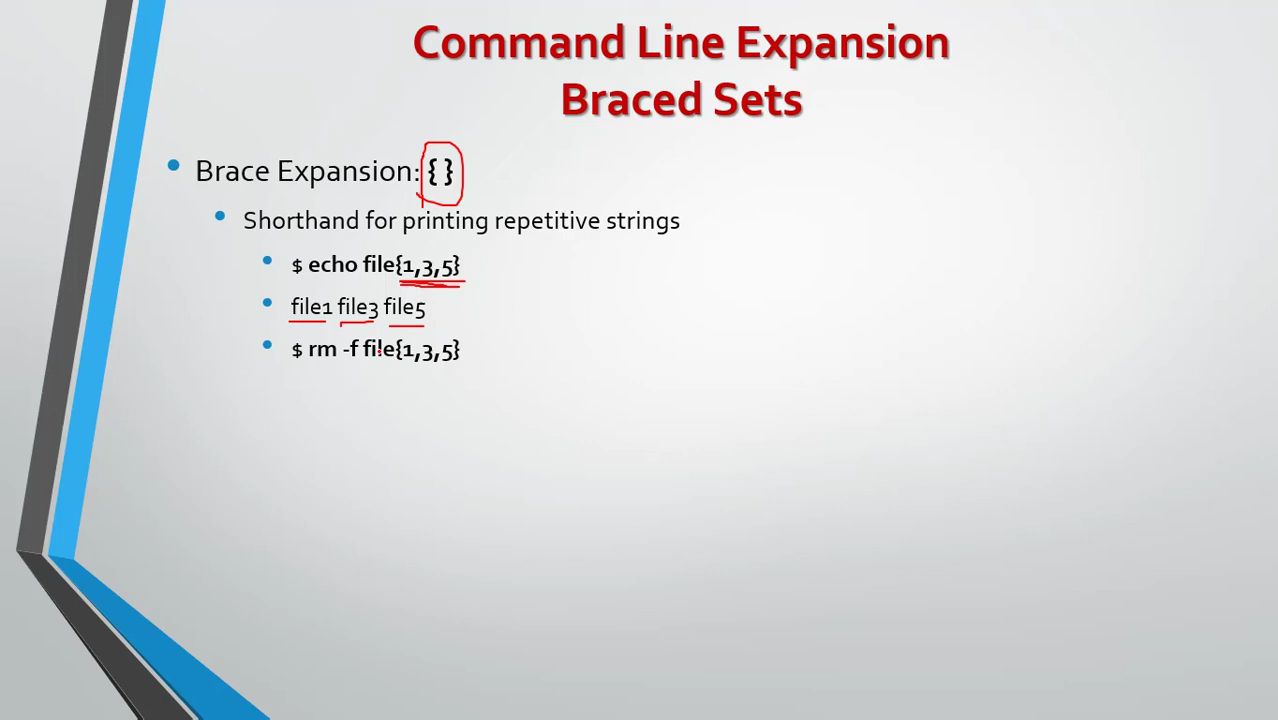 Command Line Expansion
Braced Sets
Brace Expansion: { }
Shorthand for printing repetitive strings
$ echo file{1,3,5}
file1 file3 file5
$ rm -f file{1,3,5}